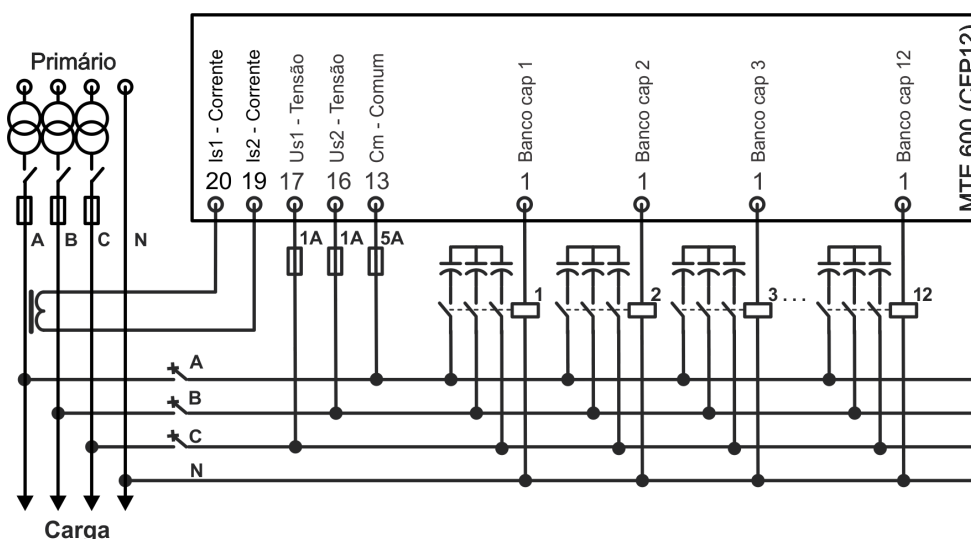 Primário
Is1 - Corrente
Is2 - Corrente
Us1 - Tensão
Us2 - Tensão
Cm - Comum
Banco cap 1
Banco cap 2
Banco cap 3
Banco cap 12
MTE 600 (CFP12)
20 19 17 16 13 1 1 1 1
A B C N
1A 1A 5A
1 2 3 . . . 12
A
B
C
N
Carga